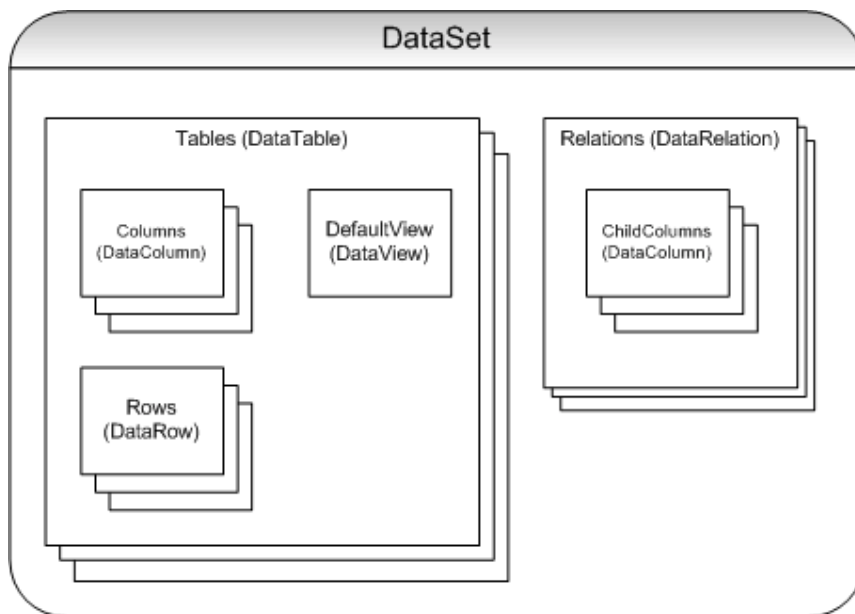 DataSet
Tables (DataTable)
Relations (DataRelation)
Columns
(DataColumn)
DefaultView
(DataView)
ChildColumns
(DataColumn)
Rows
(DataRow)